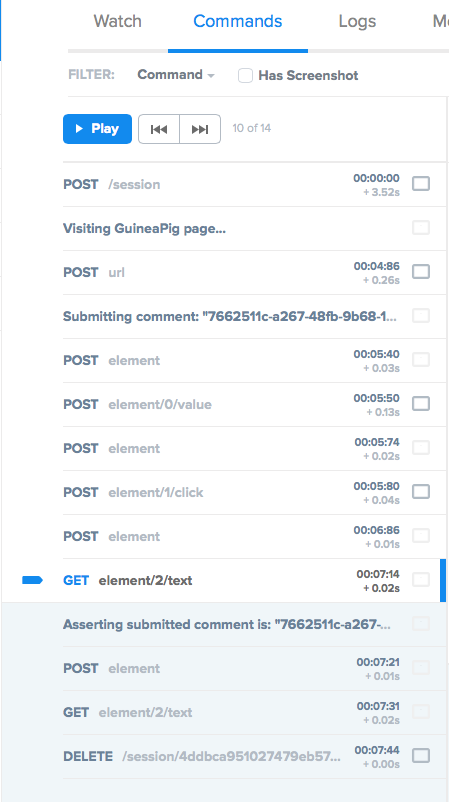 Watch Commands Logs
FILTER: Command Has Screenshot
Play 10 of 14
POST /session 00:00:00
+ 3.52s
Visiting GuineaPig page...
POST url 00:04:86
+ 0.26s
Submitting comment: "7662511c-a267-48fb-9b68-1...
POST element 00:05:40
+ 0.03s
POST element/0/value 00:05:50
+ 0.13s
POST element 00:05:74
+ 0.02s
POST element/1/click 00:05:80
+ 0.04s
POST element 00:06:86
+ 0.01s
GET element/2/text 00:07:14
+ 0.02s
Asserting submitted comment is: "7662511c-a267-...
POST element 00:07:21
+ 0.01s
GET element/2/text 00:07:31
+ 0.02s
DELETE /session/4ddbca951027479eb57... 00:07:44
+ 0.00s